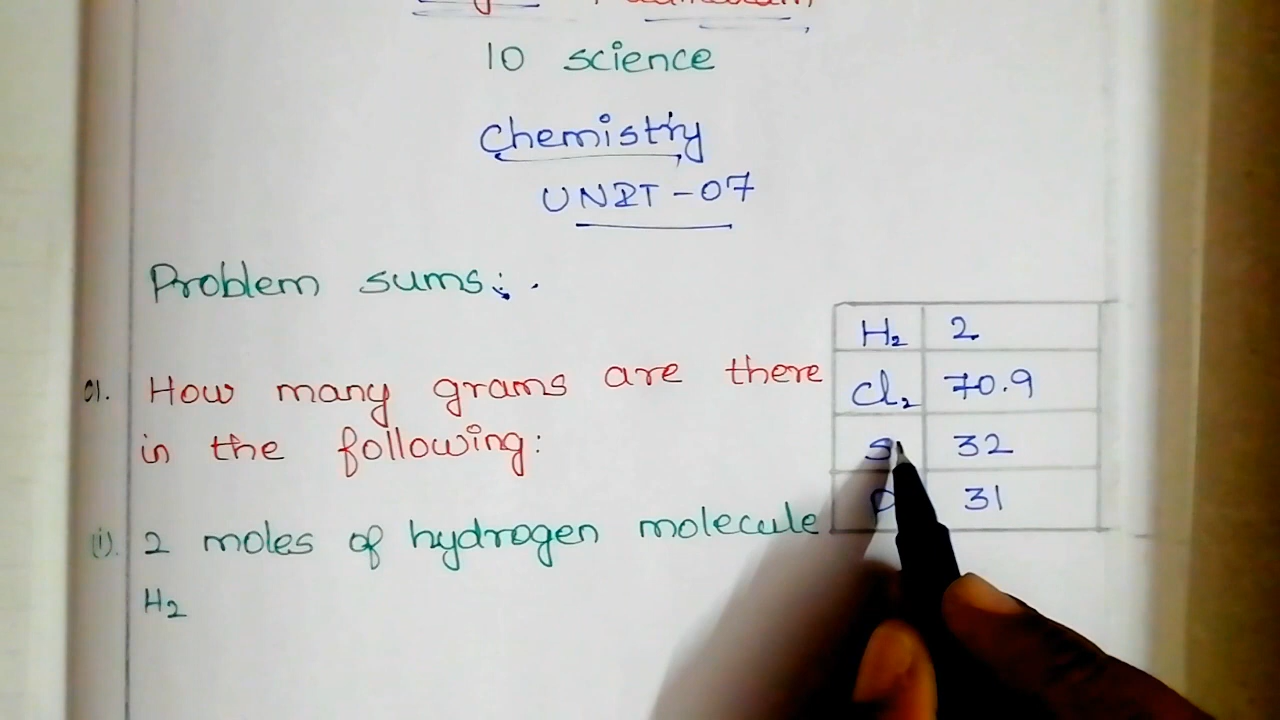 10 science
Chemistry
UNIT-07
Problem sums:.
H2 2
Cl2 70.9
S 32
P 31
01. How many grams are there
in the following:
(i). 2 moles of hydrogen molecule
H2